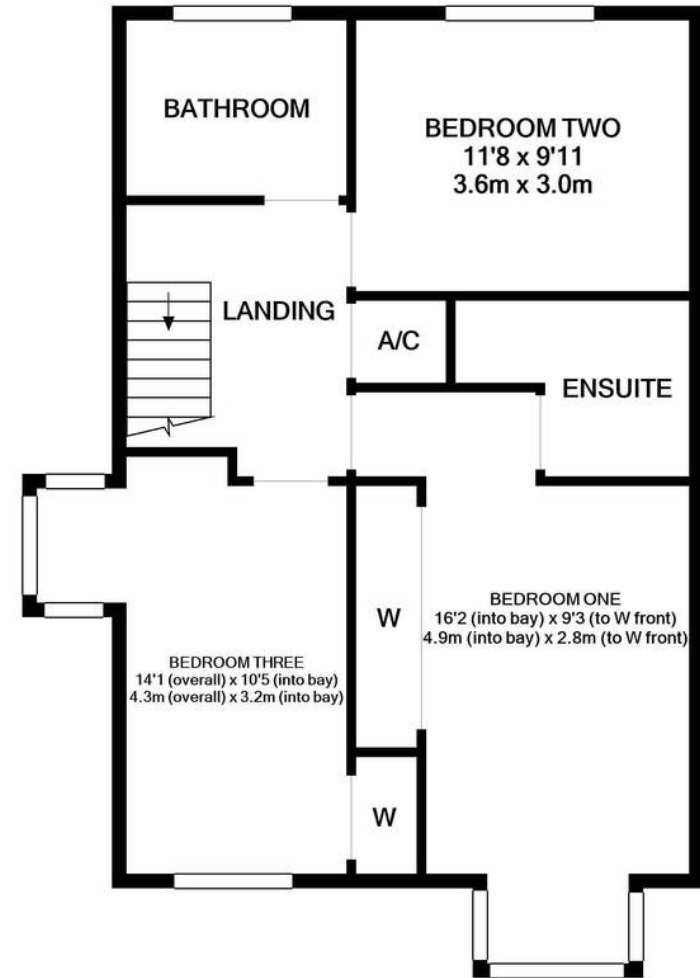 BATHROOM
BEDROOM TWO
11'8 x 9'11
3.6m x 3.0m
LANDING
A/C
ENSUITE
W
BEDROOM ONE
16'2 (into bay) x 9'3 (to W front)
4.9m (into bay) x 2.8m (to W front)
BEDROOM THREE
14'1 (overall) x 10'5 (into bay)
4.3m (overall) x 3.2m (into bay)
W